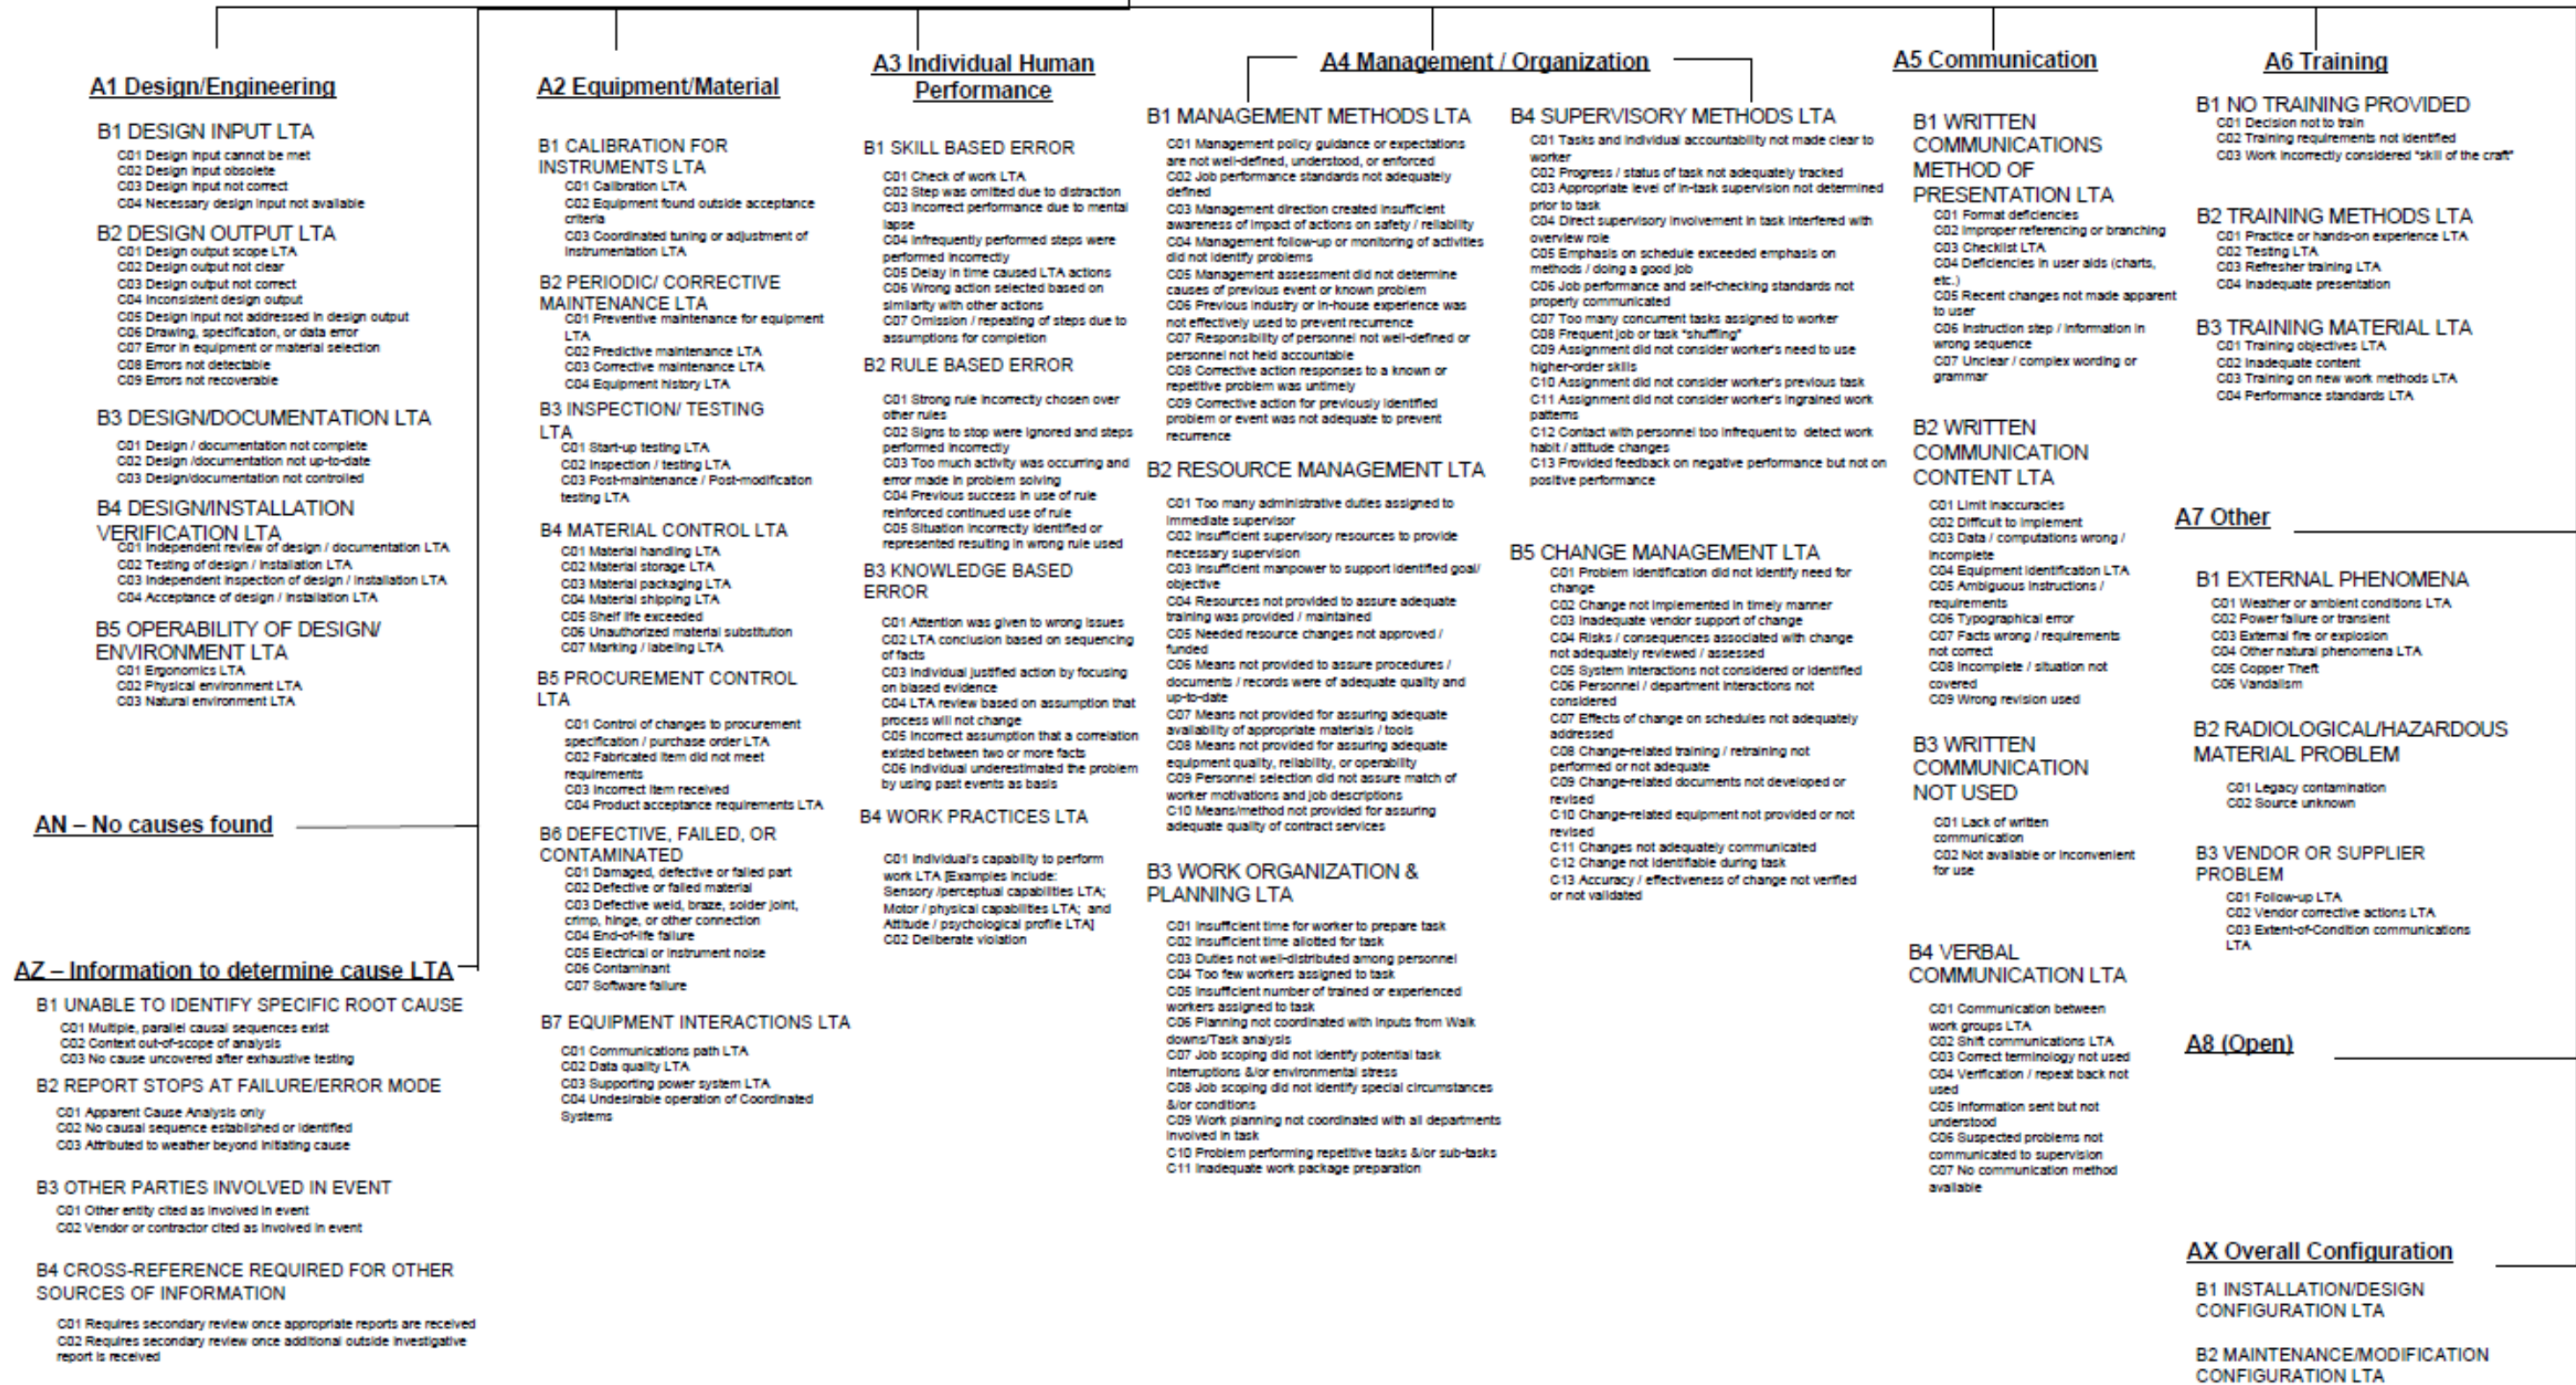 A1 Design/Engineering
B1 DESIGN INPUT LTA
C01 Design input cannot be met
C02 Design input obsolete
C03 Design input not correct
C04 Necessary design input not available
B2 DESIGN OUTPUT LTA
C01 Design output scope LTA
C02 Design output not clear
C03 Design output not correct
C04 Inconsistent design output
C05 Design input not addressed in design output
C06 Drawing, specification, or data error
C07 Error in equipment or material selection
C08 Errors not detectable
C09 Errors not recoverable
B3 DESIGN/DOCUMENTATION LTA
C01 Design / documentation not complete
C02 Design /documentation not up-to-date
C03 Design/documentation not controlled
B4 DESIGN/INSTALLATION
VERIFICATION LTA
C01 Independent review of design / documentation LTA
C02 Testing of design / installation LTA
C03 Independent inspection of design / installation LTA
C04 Acceptance of design / installation LTA
B5 OPERABILITY OF DESIGN/
ENVIRONMENT LTA
C01 Ergonomics LTA
C02 Physical environment LTA
C03 Natural environment LTA
AN – No causes found
AZ – Information to determine cause LTA
B1 UNABLE TO IDENTIFY SPECIFIC ROOT CAUSE
C01 Multiple, parallel causal sequences exist
C02 Context out-of-scope of analysis
C03 No cause uncovered after exhaustive testing
B2 REPORT STOPS AT FAILURE/ERROR MODE
C01 Apparent Cause Analysis only
C02 No causal sequence established or identified
C03 Attributed to weather beyond initiating cause
B3 OTHER PARTIES INVOLVED IN EVENT
C01 Other entity cited as involved in event
C02 Vendor or contractor cited as involved in event
B4 CROSS-REFERENCE REQUIRED FOR OTHER
SOURCES OF INFORMATION
C01 Requires secondary review once appropriate reports are received
C02 Requires secondary review once additional outside investigative
report is received
A2 Equipment/Material
B1 CALIBRATION FOR
INSTRUMENTS LTA
C01 Calibration LTA
C02 Equipment found outside acceptance
criteria
C03 Coordinated tuning or adjustment of
instrumentation LTA
B2 PERIODIC/ CORRECTIVE
MAINTENANCE LTA
C01 Preventive maintenance for equipment
LTA
C02 Predictive maintenance LTA
C03 Corrective maintenance LTA
C04 Equipment history LTA
B3 INSPECTION/ TESTING
LTA
C01 Start-up testing LTA
C02 Inspection / testing LTA
C03 Post-maintenance / Post-modification
testing LTA
B4 MATERIAL CONTROL LTA
C01 Material handling LTA
C02 Material storage LTA
C03 Material packaging LTA
C04 Material shipping LTA
C05 Shelf life exceeded
C06 Unauthorized material substitution
C07 Marking / labeling LTA
B5 PROCUREMENT CONTROL
LTA
C01 Control of changes to procurement
specification / purchase order LTA
C02 Fabricated item did not meet
requirements
C03 Incorrect item received
C04 Product acceptance requirements LTA
B6 DEFECTIVE, FAILED, OR
CONTAMINATED
C01 Damaged, defective or failed part
C02 Defective or failed material
C03 Defective weld, braze, solder joint,
crimp, hinge, or other connection
C04 End-of-life failure
C05 Electrical or instrument noise
C06 Contaminant
C07 Software failure
B7 EQUIPMENT INTERACTIONS LTA
C01 Communications path LTA
C02 Data quality LTA
C03 Supporting power system LTA
C04 Undesirable operation of Coordinated
Systems
A3 Individual Human
Performance
B1 SKILL BASED ERROR
C01 Check of work LTA
C02 Step was omitted due to distraction
C03 Incorrect performance due to mental
lapse
C04 Infrequently performed steps were
performed incorrectly
C05 Delay in time caused LTA actions
C06 Wrong action selected based on
similarity with other actions
C07 Omission / repeating of steps due to
assumptions for completion
B2 RULE BASED ERROR
C01 Strong rule incorrectly chosen over
other rules
C02 Signs to stop were ignored and steps
performed incorrectly
C03 Too much activity was occurring and
error made in problem solving
C04 Previous success in use of rule
reinforced continued use of rule
C05 Situation incorrectly identified or
represented resulting in wrong rule used
B3 KNOWLEDGE BASED
ERROR
C01 Attention was given to wrong issues
C02 LTA conclusion based on sequencing
of facts
C03 Individual justified action by focusing
on biased evidence
C04 LTA review based on assumption that
process will not change
C05 Incorrect assumption that a correlation
existed between two or more facts
C06 Individual underestimated the problem
by using past events as basis
B4 WORK PRACTICES LTA
C01 Individual's capability to perform
work LTA [Examples include:
Sensory /perceptual capabilities LTA;
Motor / physical capabilities LTA; and
Attitude / psychological profile LTA]
C02 Deliberate violation
A4 Management / Organization
B1 MANAGEMENT METHODS LTA
C01 Management policy guidance or expectations
are not well-defined, understood, or enforced
C02 Job performance standards not adequately
defined
C03 Management direction created insufficient
awareness of impact of actions on safety / reliability
C04 Management follow-up or monitoring of activities
did not identify problems
C05 Management assessment did not determine
causes of previous event or known problem
C06 Previous industry or in-house experience was
not effectively used to prevent recurrence
C07 Responsibility of personnel not well-defined or
personnel not held accountable
C08 Corrective action responses to a known or
repetitive problem was untimely
C09 Corrective action for previously identified
problem or event was not adequate to prevent
recurrence
B2 RESOURCE MANAGEMENT LTA
C01 Too many administrative duties assigned to
immediate supervisor
C02 Insufficient supervisory resources to provide
necessary supervision
C03 Insufficient manpower to support identified goal/
objective
C04 Resources not provided to assure adequate
training was provided / maintained
C05 Needed resource changes not approved /
funded
C06 Means not provided to assure procedures /
documents / records were of adequate quality and
up-to-date
C07 Means not provided for assuring adequate
availability of appropriate materials / tools
C08 Means not provided for assuring adequate
equipment quality, reliability, or operability
C09 Personnel selection did not assure match of
worker motivations and job descriptions
C10 Means/method not provided for assuring
adequate quality of contract services
B3 WORK ORGANIZATION &
PLANNING LTA
C01 Insufficient time for worker to prepare task
C02 Insufficient time allotted for task
C03 Duties not well-distributed among personnel
C04 Too few workers assigned to task
C05 Insufficient number of trained or experienced
workers assigned to task
C06 Planning not coordinated with inputs from Walk
downs/Task analysis
C07 Job scoping did not identify potential task
interruptions &/or environmental stress
C08 Job scoping did not identify special circumstances
&/or conditions
C09 Work planning not coordinated with all departments
involved in task
C10 Problem performing repetitive tasks &/or sub-tasks
C11 Inadequate work package preparation
B4 SUPERVISORY METHODS LTA
C01 Tasks and individual accountability not made clear to
worker
C02 Progress / status of task not adequately tracked
C03 Appropriate level of in-task supervision not determined
prior to task
C04 Direct supervisory involvement in task interfered with
overview role
C05 Emphasis on schedule exceeded emphasis on
methods / doing a good job
C06 Job performance and self-checking standards not
properly communicated
C07 Too many concurrent tasks assigned to worker
C08 Frequent job or task "shuffling"
C09 Assignment did not consider worker's need to use
higher-order skills
C10 Assignment did not consider worker's previous task
C11 Assignment did not consider worker's ingrained work
patterns
C12 Contact with personnel too infrequent to detect work
habit / attitude changes
C13 Provided feedback on negative performance but not on
positive performance
B5 CHANGE MANAGEMENT LTA
C01 Problem identification did not identify need for
change
C02 Change not implemented in timely manner
C03 Inadequate vendor support of change
C04 Risks / consequences associated with change
not adequately reviewed / assessed
C05 System interactions not considered or identified
C06 Personnel / department interactions not
considered
C07 Effects of change on schedules not adequately
addressed
C08 Change-related training / retraining not
performed or not adequate
C09 Change-related documents not developed or
revised
C10 Change-related equipment not provided or not
revised
C11 Changes not adequately communicated
C12 Change not identifiable during task
C13 Accuracy / effectiveness of change not verified
or not validated
A5 Communication
B1 WRITTEN
COMMUNICATIONS
METHOD OF
PRESENTATION LTA
C01 Format deficiencies
C02 Improper referencing or branching
C03 Checklist LTA
C04 Deficiencies in user aids (charts,
etc.)
C05 Recent changes not made apparent
to user
C06 Instruction step / information in
wrong sequence
C07 Unclear / complex wording or
grammar
B2 WRITTEN
COMMUNICATION
CONTENT LTA
C01 Limit inaccuracies
C02 Difficult to implement
C03 Data / computations wrong /
incomplete
C04 Equipment identification LTA
C05 Ambiguous instructions /
requirements
C06 Typographical error
C07 Facts wrong / requirements
not correct
C08 Incomplete / situation not
covered
C09 Wrong revision used
B3 WRITTEN
COMMUNICATION
NOT USED
C01 Lack of written
communication
C02 Not available or inconvenient
for use
B4 VERBAL
COMMUNICATION LTA
C01 Communication between
work groups LTA
C02 Shift communications LTA
C03 Correct terminology not used
C04 Verification / repeat back not
used
C05 Information sent but not
understood
C06 Suspected problems not
communicated to supervision
C07 No communication method
available
A6 Training
B1 NO TRAINING PROVIDED
C01 Decision not to train
C02 Training requirements not identified
C03 Work incorrectly considered "skill of the craft"
B2 TRAINING METHODS LTA
C01 Practice or hands-on experience LTA
C02 Testing LTA
C03 Refresher training LTA
C04 Inadequate presentation
B3 TRAINING MATERIAL LTA
C01 Training objectives LTA
C02 Inadequate content
C03 Training on new work methods LTA
C04 Performance standards LTA
A7 Other
B1 EXTERNAL PHENOMENA
C01 Weather or ambient conditions LTA
C02 Power failure or transient
C03 External fire or explosion
C04 Other natural phenomena LTA
C05 Copper Theft
C06 Vandalism
B2 RADIOLOGICAL/HAZARDOUS
MATERIAL PROBLEM
C01 Legacy contamination
C02 Source unknown
B3 VENDOR OR SUPPLIER
PROBLEM
C01 Follow-up LTA
C02 Vendor corrective actions LTA
C03 Extent-of-Condition communications
LTA
A8 (Open)
AX Overall Configuration
B1 INSTALLATION/DESIGN
CONFIGURATION LTA
B2 MAINTENANCE/MODIFICATION
CONFIGURATION LTA